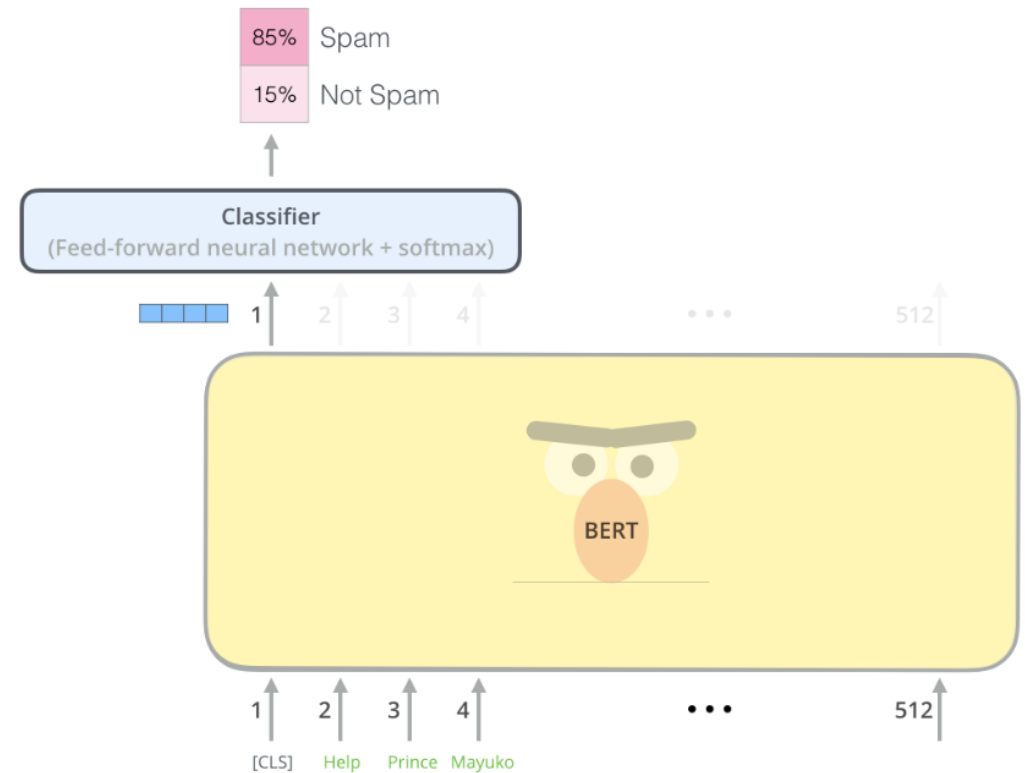 85% Spam
15% Not Spam
Classifier
(Feed-forward neural network + softmax)
1 2 3 4 ••• 512
BERT
1 2 3 4 ••• 512
[CLS] Help Prince Mayuko